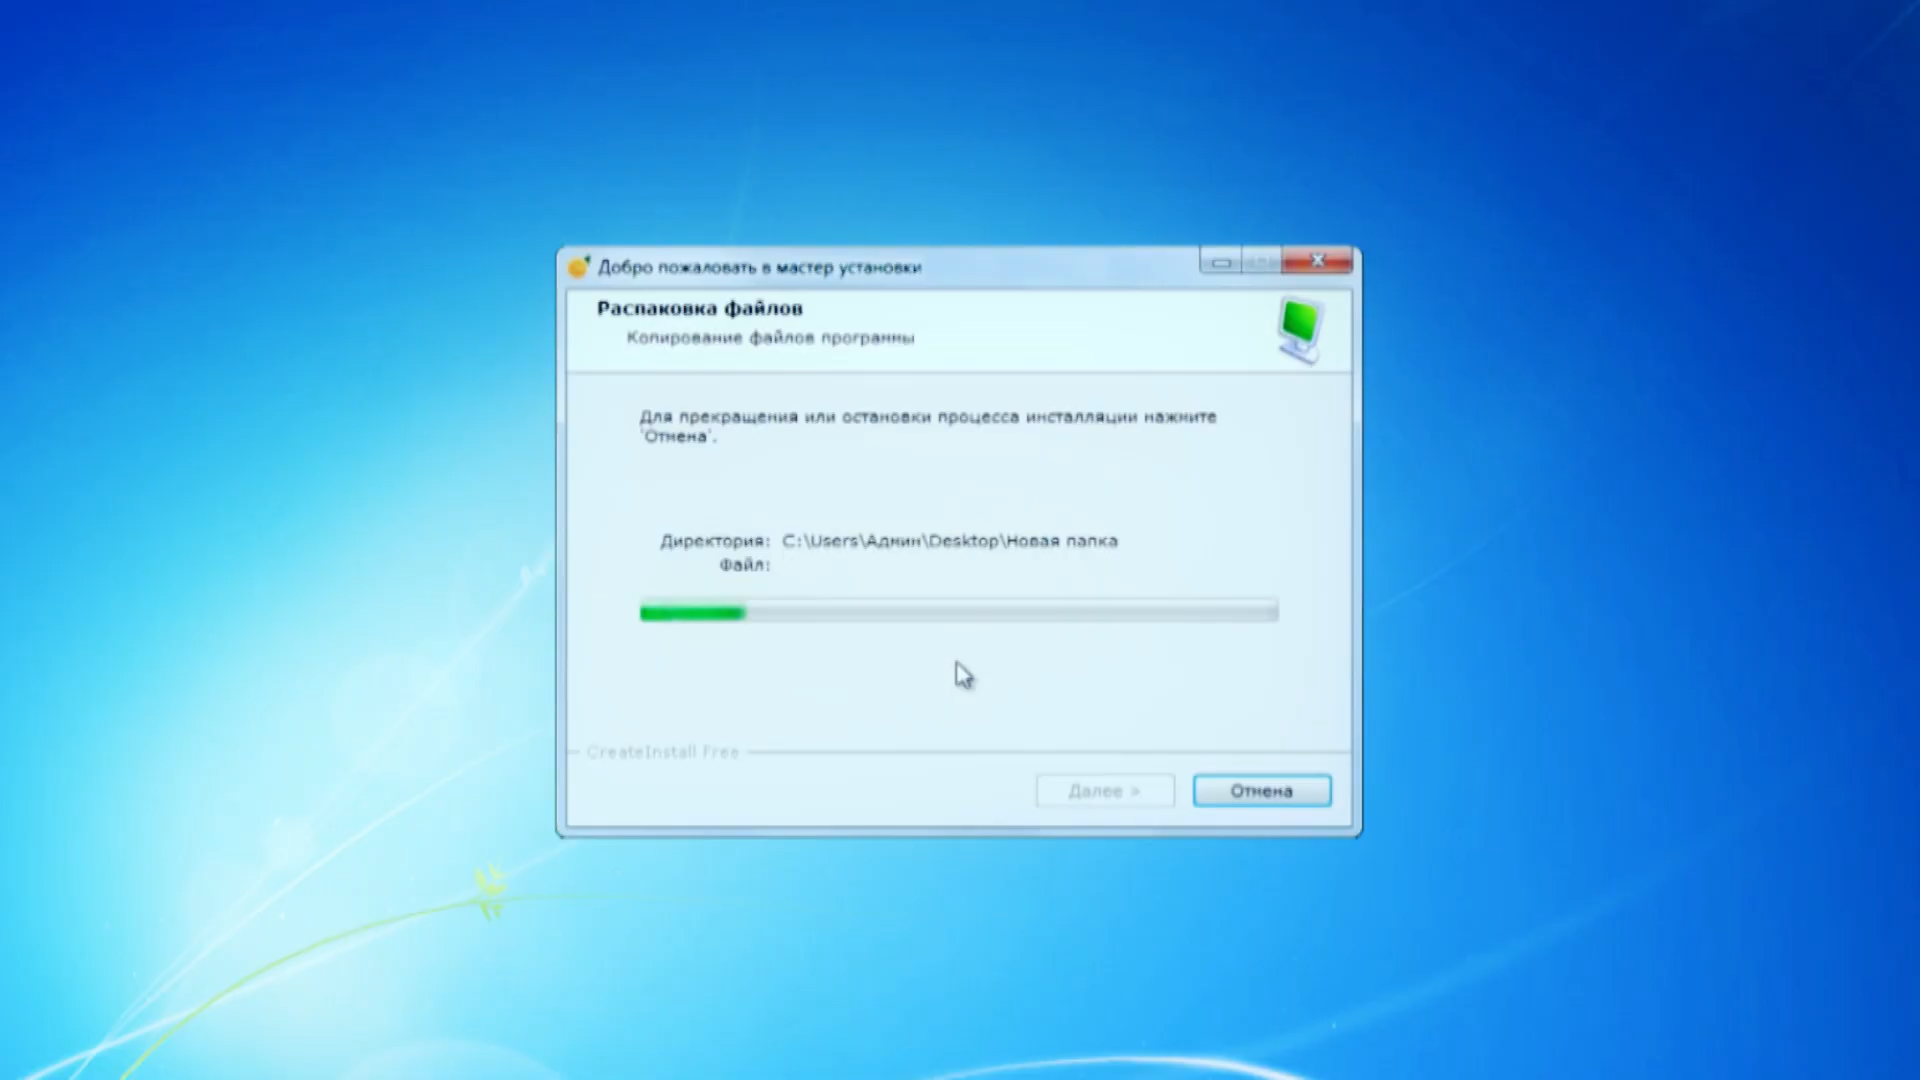 Добро пожаловать в мастер установки
Распаковка файлов
Копирование файлов программы
Для прекращения или остановки процесса инсталляции нажмите
'Отмена'.
Директория: C:\Users\Админ\Desktop\Новая папка
Файл:
CreateInstall Free
Далее >
Отмена